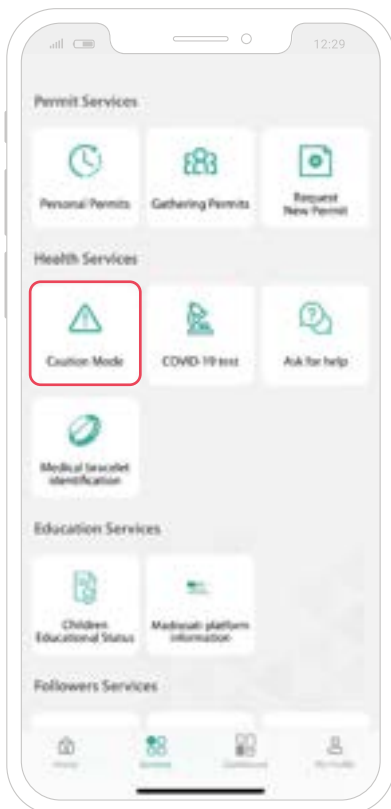 12:29
Permit Services
Personal Permits
Gathering Permits
Request
New Permit
Health Services
Caution Mode
COVID-19 test
Ask for help
Medical bracelet
identification
Education Services
Children
Educational Status
Madrasati platform
information
Followers Services
Home
Services
Dashboard
My Profile